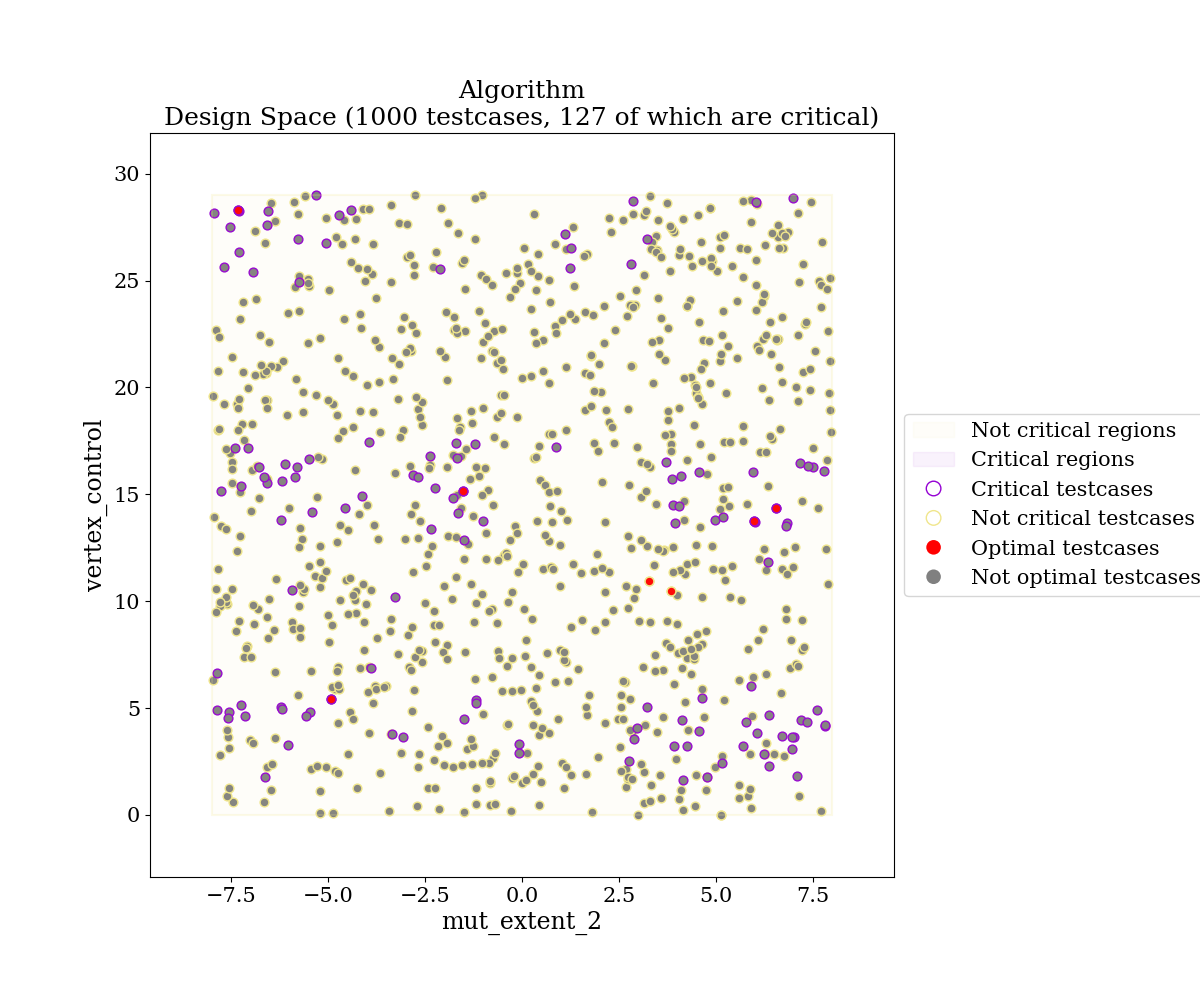 Algorithm
Design Space (1000 testcases, 127 of which are critical)
30
25
20
15
10
5
0
vertex_control
−7.5
−5.0
−2.5
0.0
2.5
5.0
7.5
mut_extent_2
Not critical regions
Critical regions
Critical testcases
Not critical testcases
Optimal testcases
Not optimal testcases